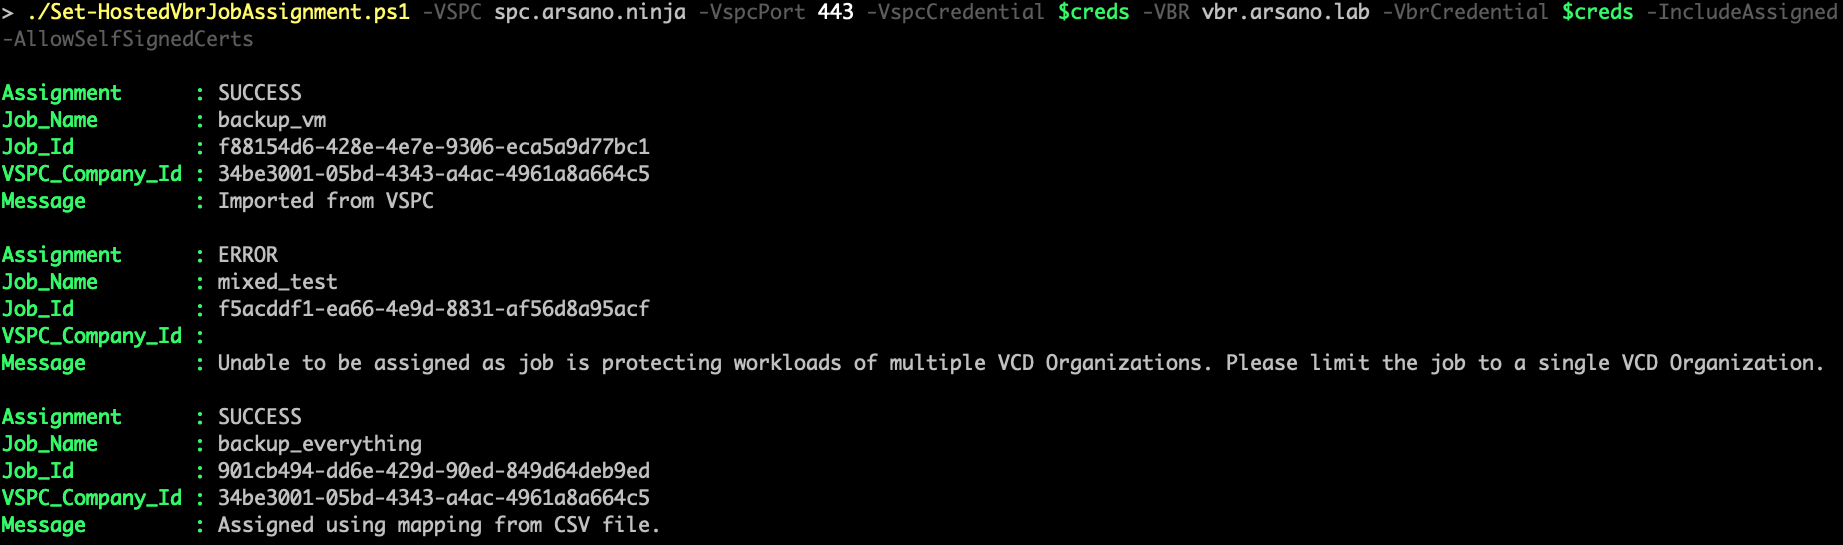 > ./Set-HostedVbrJobAssignment.ps1 -VSPC spc.arsano.ninja -VspcPort 443 -VspcCredential $creds -VBR vbr.arsano.lab -VbrCredential $creds -IncludeAssigned
-AllowSelfSignedCerts
Assignment : SUCCESS
Job_Name : backup_vm
Job_Id : f88154d6-428e-4e7e-9306-eca5a9d77bc1
VSPC_Company_Id : 34be3001-05bd-4343-a4ac-4961a8a664c5
Message : Imported from VSPC
Assignment : ERROR
Job_Name : mixed_test
Job_Id : f5acddf1-ea66-4e9d-8831-af56d8a95acf
VSPC_Company_Id :
Message : Unable to be assigned as job is protecting workloads of multiple VCD Organizations. Please limit the job to a single VCD Organization.
Assignment : SUCCESS
Job_Name : backup_everything
Job_Id : 901cb494-dd6e-429d-90ed-849d64deb9ed
VSPC_Company_Id : 34be3001-05bd-4343-a4ac-4961a8a664c5
Message : Assigned using mapping from CSV file.